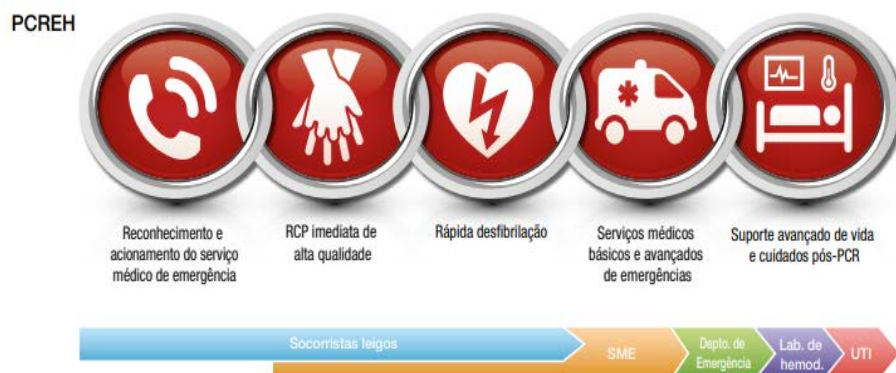 PCREH
Reconhecimento e
acionamento do serviço
médico de emergência
RCP imediata de
alta qualidade
Rápida desfibrilação
Serviços médicos
básicos e avançados
de emergências
Suporte avançado de vida
e cuidados pós-PCR
Socorristas leigos
SME
Depto. de
Emergência
Lab. de
hemod.
UTI